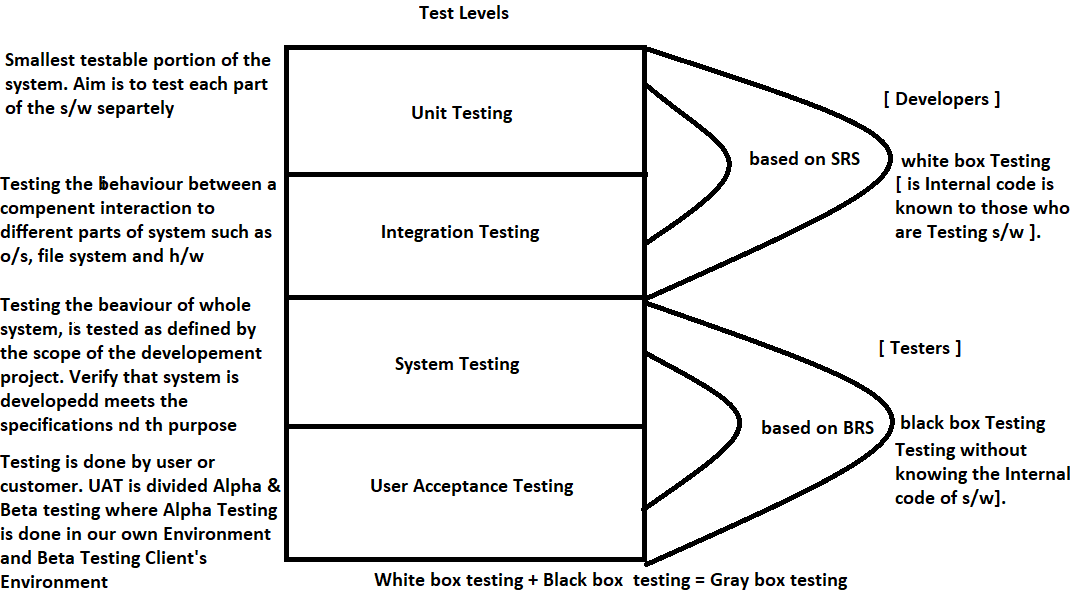 Test Levels
Smallest testable portion of the
system. Aim is to test each part
of the s/w separtely
Unit Testing
[ Developers ]
based on SRS
white box Testing
[ is Internal code is
known to those who
are Testing s/w ].
Testing the behaviour between a
compenent interaction to
different parts of system such as
o/s, file system and h/w
Integration Testing
Testing the beaviour of whole
system, is tested as defined by
the scope of the developement
project. Verify that system is
developedd meets the
specifications nd th purpose
System Testing
[ Testers ]
based on BRS
black box Testing
Testing without
knowing the Internal
code of s/w].
Testing is done by user or
customer. UAT is divided Alpha &
Beta testing where Alpha Testing
is done in our own Environment
and Beta Testing Client's
Environment
User Acceptance Testing
White box testing + Black box  testing = Gray box testing